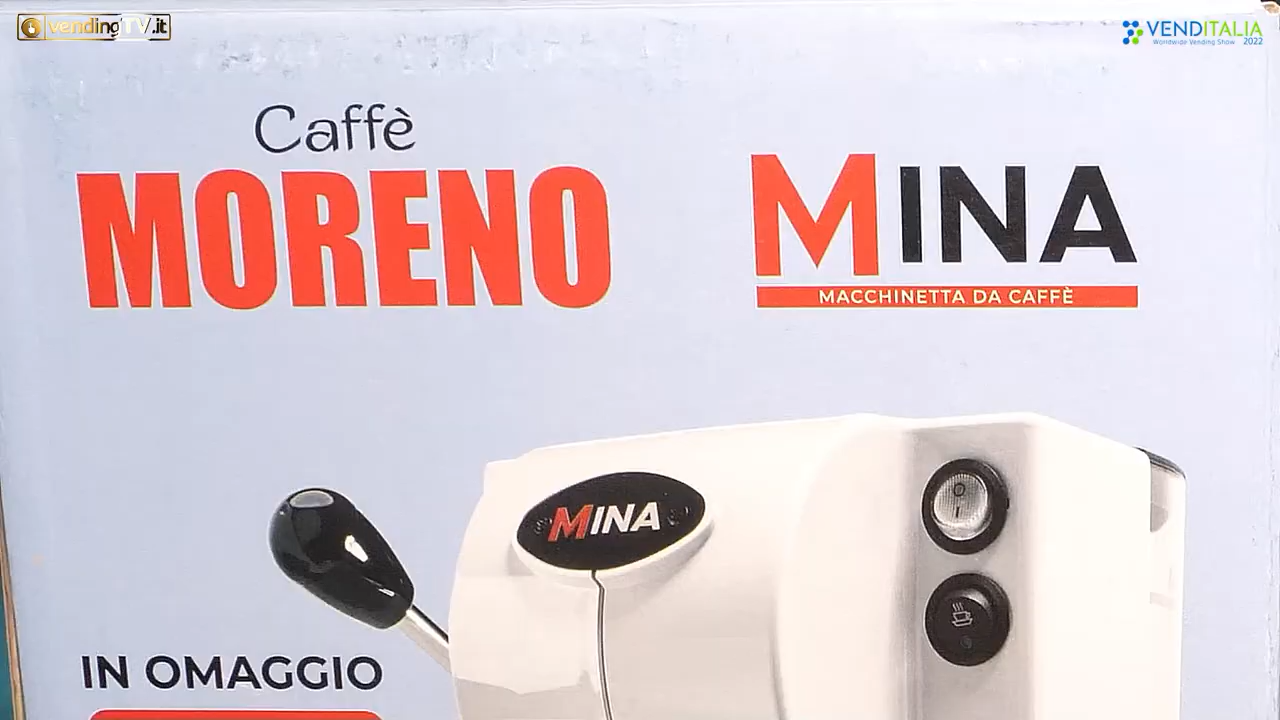 vendingTV.it
VENDITALIA
Worldwide Vending Show 2022
Caffè
MORENO
MINA
MACCHINETTA DA CAFFÈ
MINA
IN OMAGGIO